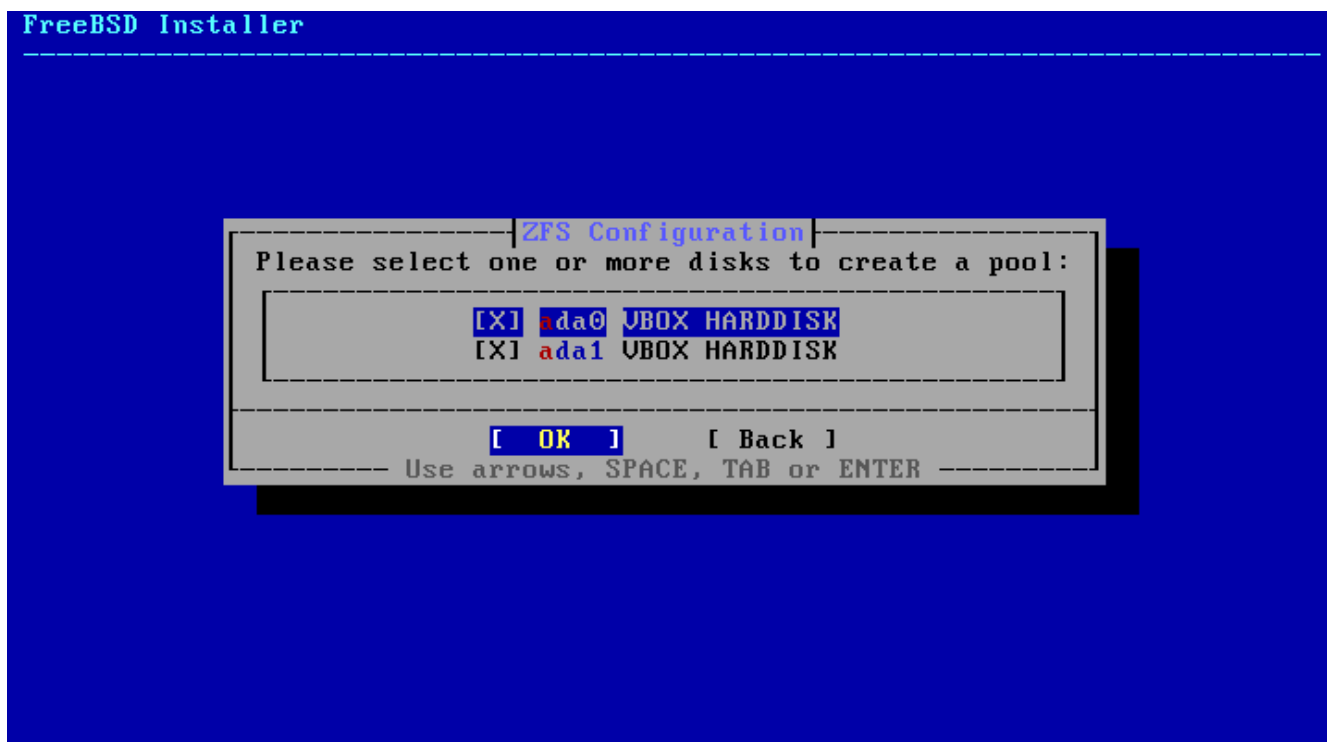 FreeBSD Installer
ZFS Configuration
Please select one or more disks to create a pool:
[X] ada0 VBOX HARDDISK
[X] ada1 VBOX HARDDISK
[ OK ] [ Back ]
Use arrows, SPACE, TAB or ENTER